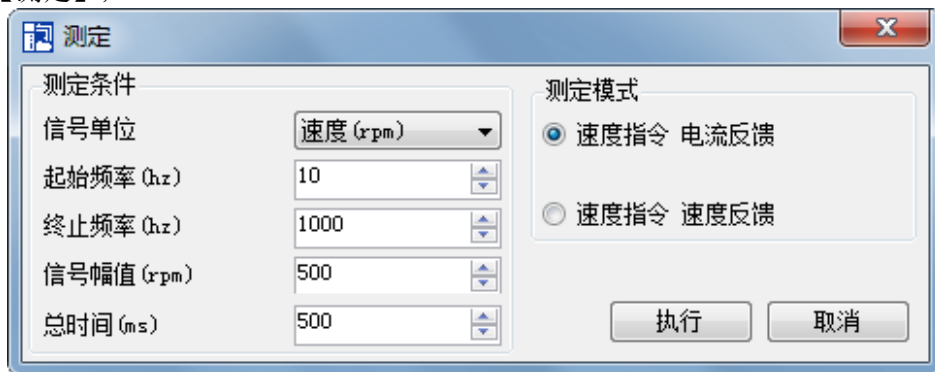 测定
测定条件
信号单位
速度(rpm)
起始频率(hz)
10
终止频率(hz)
1000
信号幅值(rpm)
500
总时间(ms)
500
测定模式
速度指令 电流反馈
速度指令 速度反馈
执行
取消